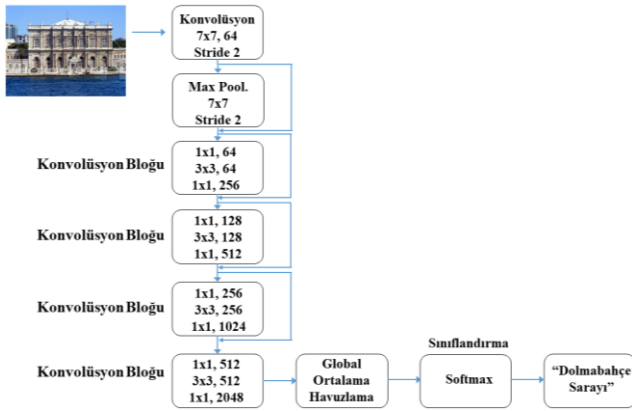 Konvolüsyon
7x7, 64
Stride 2
Max Pool.
7x7
Stride 2
Konvolüsyon Bloğu
1x1, 64
3x3, 64
1x1, 256
Konvolüsyon Bloğu
1x1, 128
3x3, 128
1x1, 512
Konvolüsyon Bloğu
1x1, 256
3x3, 256
1x1, 1024
Konvolüsyon Bloğu
1x1, 512
3x3, 512
1x1, 2048
Global
Ortalama
Havuzlama
Sınıflandırma
Softmax
“Dolmabahçe
Sarayı”